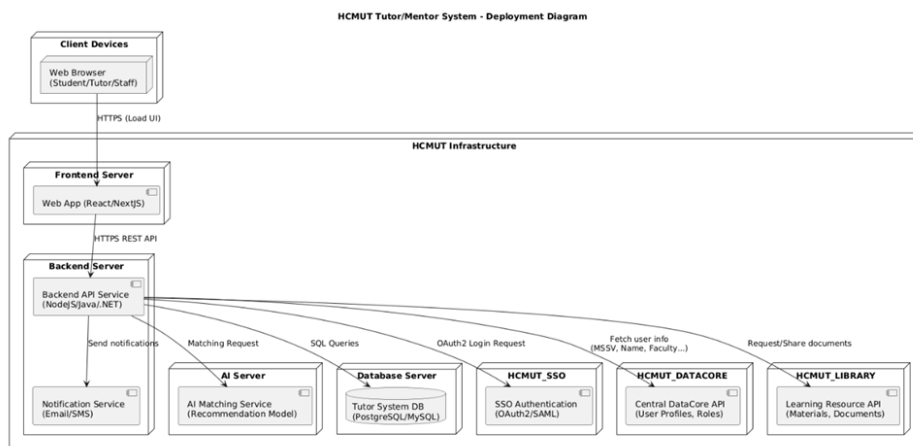 HCMUT Tutor/Mentor System - Deployment Diagram
Client Devices
Web Browser
(Student/Tutor/Staff)
HTTPS (Load UI)
HCMUT Infrastructure
Frontend Server
Web App (React/NextJS)
HTTPS REST API
Backend Server
Backend API Service
(NodeJS/Java/.NET)
Send notifications
Matching Request
SQL Queries
OAuth2 Login Request
Fetch user info
(MSSV, Name, Faculty...)
Request/Share documents
Notification Service
(Email/SMS)
AI Server
AI Matching Service
(Recommendation Model)
Database Server
Tutor System DB
(PostgreSQL/MySQL)
HCMUT_SSO
SSO Authentication
(OAuth2/SAML)
HCMUT_DATACORE
Central DataCore API
(User Profiles, Roles)
HCMUT_LIBRARY
Learning Resource API
(Materials, Documents)